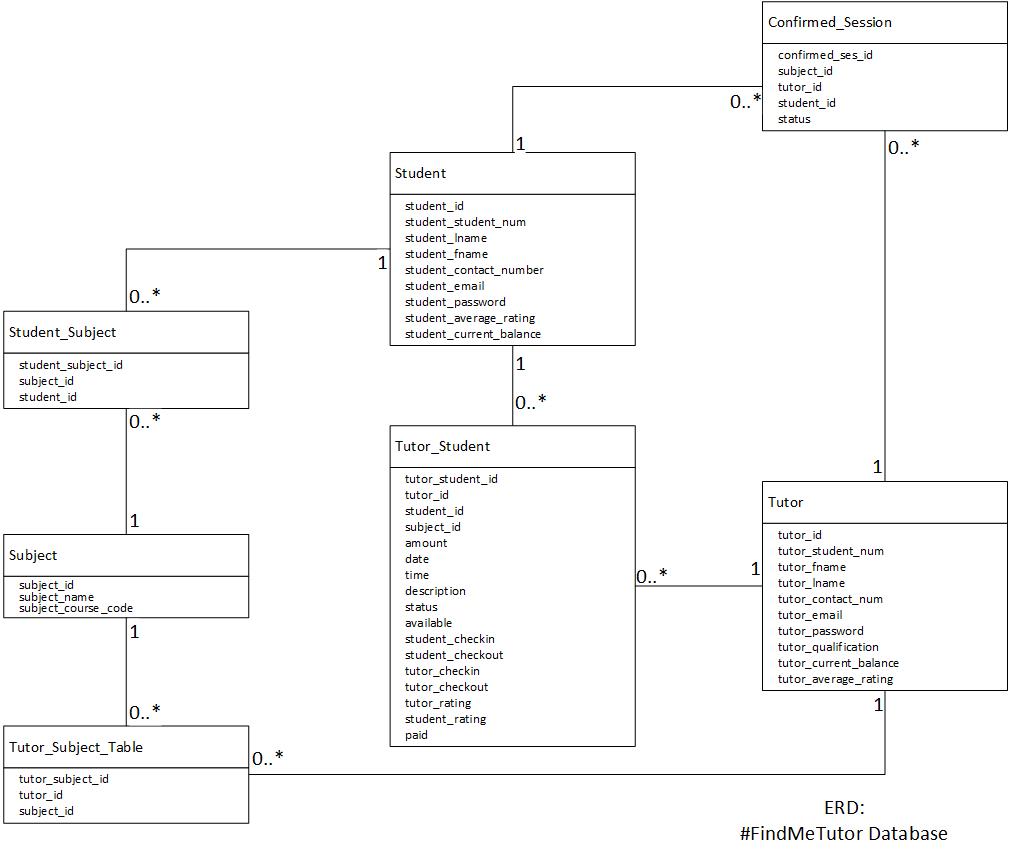 Confirmed_Session
confirmed_ses_id
subject_id
tutor_id
student_id
status
0..*
0..*
1
Student
student_id
student_student_num
student_lname
student_fname
student_contact_number
student_email
student_password
student_average_rating
student_current_balance
1
0..*
Student_Subject
student_subject_id
subject_id
student_id
0..*
1
0..*
Tutor_Student
tutor_student_id
tutor_id
student_id
subject_id
amount
date
time
description
status
available
student_checkin
student_checkout
tutor_checkin
tutor_checkout
tutor_rating
student_rating
paid
1
Tutor
tutor_id
tutor_student_num
tutor_fname
tutor_lname
tutor_contact_num
tutor_email
tutor_password
tutor_qualification
tutor_current_balance
tutor_average_rating
0..*
1
1
Subject
subject_id
subject_name
subject_course_code
1
0..*
1
Tutor_Subject_Table
tutor_subject_id
tutor_id
subject_id
0..*
ERD:
#FindMeTutor Database